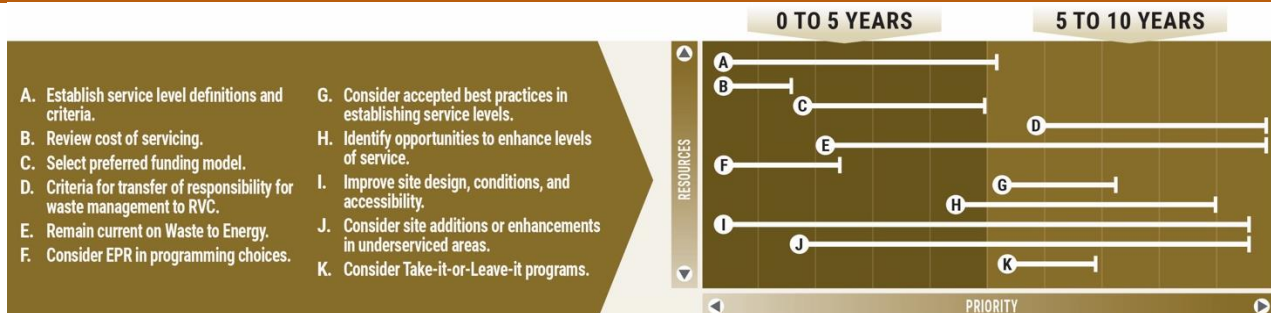 0 TO 5 YEARS
5 TO 10 YEARS
A. Establish service level definitions and
criteria.
B. Review cost of servicing.
C. Select preferred funding model.
D. Criteria for transfer of responsibility for
waste management to RVC.
E. Remain current on Waste to Energy.
F. Consider EPR in programming choices.
G. Consider accepted best practices in
establishing service levels.
H. Identify opportunities to enhance levels
of service.
I. Improve site design, conditions, and
accessibility.
J. Consider site additions or enhancements
in underserviced areas.
K. Consider Take-it-or-Leave-it programs.
RESOURCES
A
B
C
D
E
F
G
H
I
J
K
PRIORITY